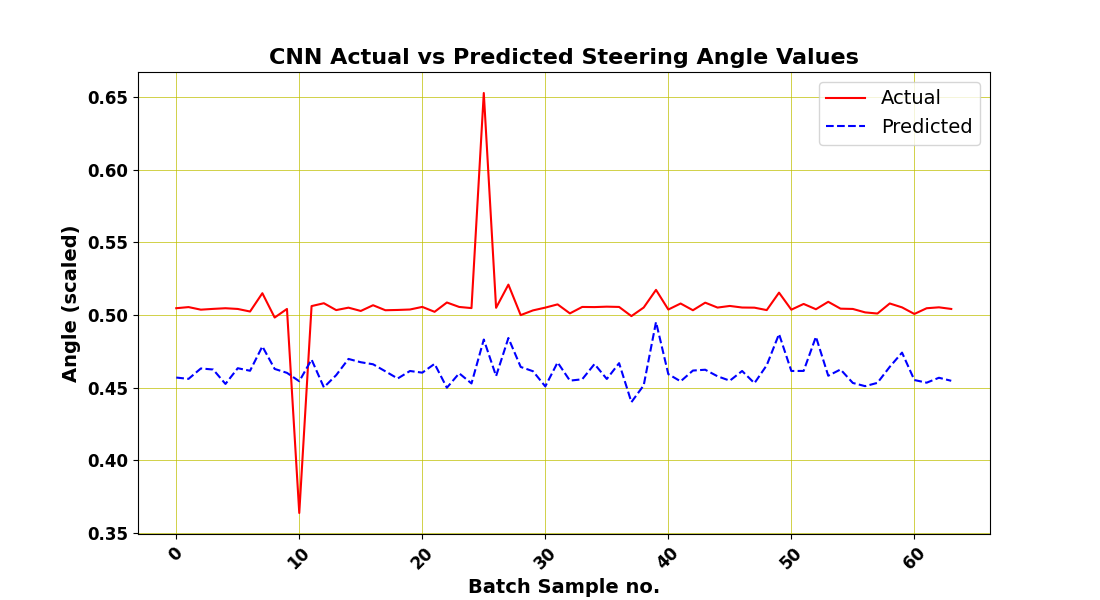 CNN Actual vs Predicted Steering Angle Values
Actual
Predicted
Angle (scaled)
0.65
0.60
0.55
0.50
0.45
0.40
0.35
0
10
20
30
40
50
60
Batch Sample no.